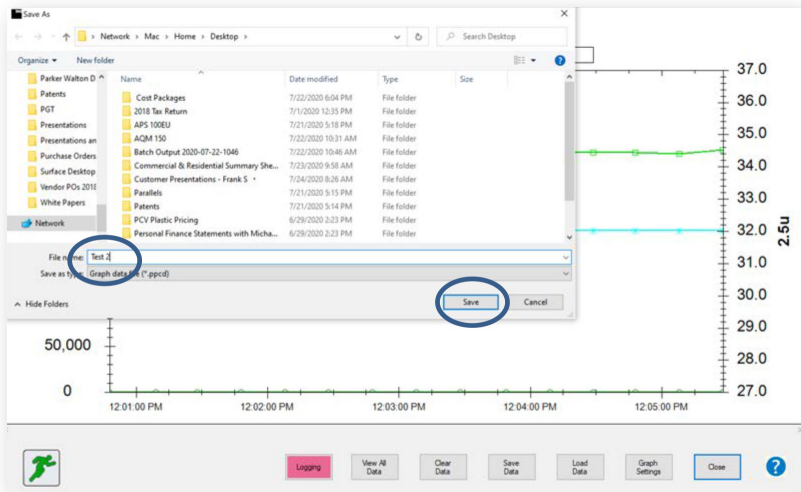 Save As
Network > Mac > Home > Desktop >
Search Desktop
Organize
New folder
Name
Date modified
Type
Size
Parker Walton D
Patents
PGT
Presentations
Presentations an
Purchase Orders
Surface Desktop
Vendor POs 2018
White Papers
Network
Cost Packages 7/22/2020 6:04 PM File folder
2018 Tax Return 7/1/2020 12:35 PM File folder
APS 100EU 7/21/2020 5:18 PM File folder
AQM 150 7/22/2020 10:31 AM File folder
Batch Output 2020-07-22-1046 7/22/2020 10:46 AM File folder
Commercial & Residential Summary She... 7/23/2020 9:58 AM File folder
Customer Presentations - Frank S 7/24/2020 8:26 AM File folder
Parallels 7/21/2020 5:15 PM File folder
Patents 7/21/2020 5:14 PM File folder
PCV Plastic Pricing 6/29/2020 2:23 PM File folder
Personal Finance Statements with Micha... 6/29/2020 2:23 PM File folder
File name: Test 2
Save as type: Graph data file (*.ppcd)
Hide Folders
Save
Cancel
37.0
36.0
35.0
34.0
33.0
32.0
31.0
30.0
29.0
28.0
27.0
2.5u
50,000
0
12:01:00 PM
12:02:00 PM
12:03:00 PM
12:04:00 PM
12:05:00 PM
Logging
View All
Data
Clear
Data
Save
Data
Load
Data
Graph
Settings
Close
?